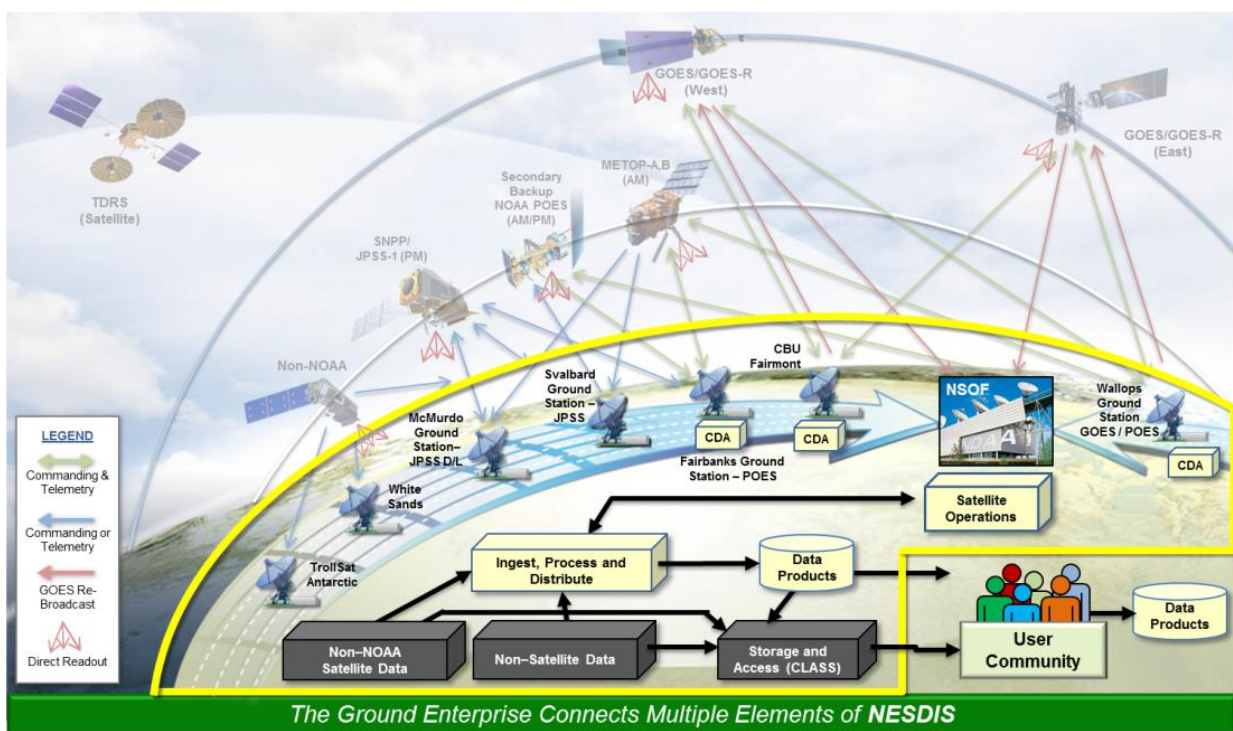 GOES/GOES-R
(West)
GOES/GOES-R
(East)
TDRS
(Satellite)
METOP-A,B
(AM)
Secondary
Backup
NOAA POES
(AM/PM)
SNPP/
JPSS-1 (PM)
Non-NOAA
CBU
Fairmont
Svalbard
Ground
Station –
JPSS
McMurdo
Ground
Station–
JPSS D/L
NSOF
NOAA
Wallops
Ground
Station
GOES / POES
CDA
CDA
CDA
Fairbanks Ground
Station – POES
White
Sands
TrollSat
Antarctic
LEGEND
Commanding &
Telemetry
Commanding or
Telemetry
GOES Re-
Broadcast
Direct Readout
Satellite
Operations
Ingest, Process and
Distribute
Data
Products
Non–NOAA
Satellite Data
Non–Satellite Data
Storage and
Access (CLASS)
User
Community
Data
Products
The Ground Enterprise Connects Multiple Elements of NESDIS